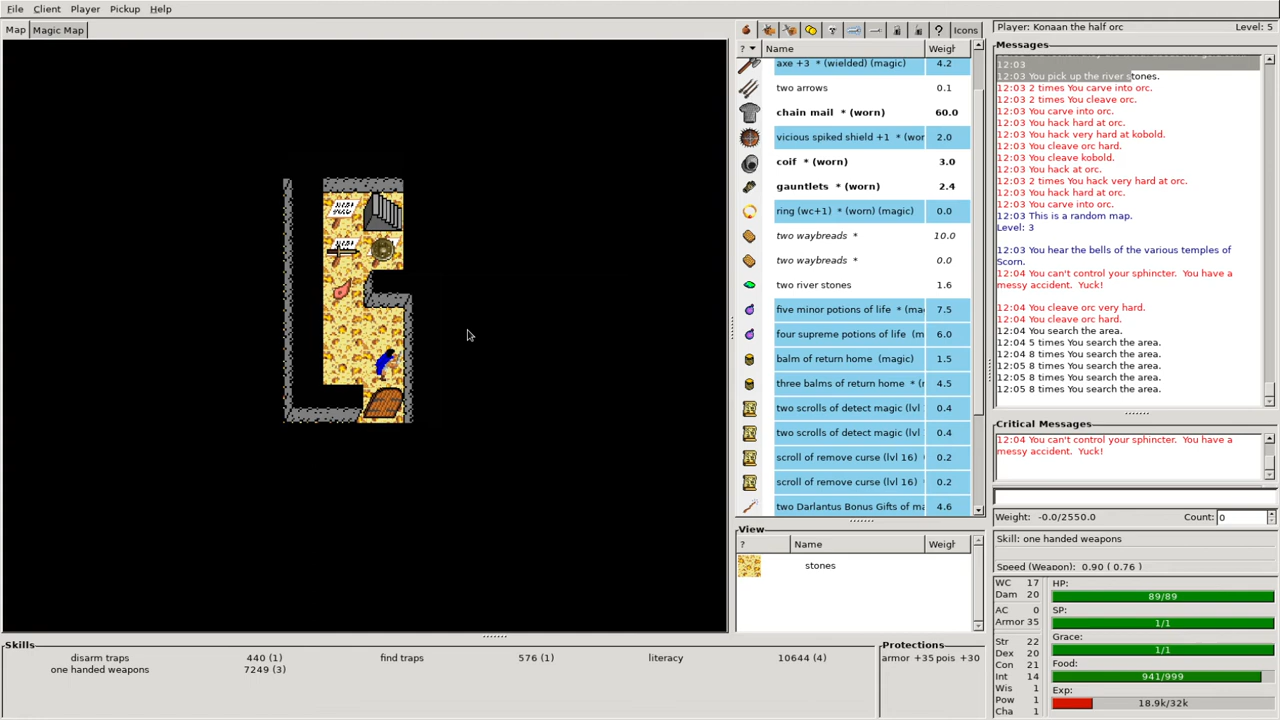 File Client Player Pickup Help
Map Magic Map
Icons
? Name Weigh
axe +3 * (wielded) (magic) 4.2
two arrows 0.1
chain mail * (worn) 60.0
vicious spiked shield +1 * (wor 2.0
coif * (worn) 3.0
gauntlets * (worn) 2.4
ring (wc+1) * (worn) (magic) 0.0
two waybreads * 10.0
two waybreads * 0.0
two river stones 1.6
five minor potions of life * (ma 7.5
four supreme potions of life (m 6.0
balm of return home (magic) 1.5
three balms of return home * (r 4.5
two scrolls of detect magic (lvl 0.4
two scrolls of detect magic (lvl 0.4
scroll of remove curse (lvl 16) 0.2
scroll of remove curse (lvl 16) 0.2
two Darlantus Bonus Gifts of ma 4.6
View
? Name Weigh
stones
Player: Konaan the half orc Level: 5
Messages
12:03
12:03 You pick up the river stones.
12:03 2 times You carve into orc.
12:03 2 times You cleave orc.
12:03 You carve into orc.
12:03 You hack hard at orc.
12:03 You hack very hard at kobold.
12:03 You cleave orc hard.
12:03 You cleave kobold.
12:03 You hack at orc.
12:03 2 times You hack very hard at orc.
12:03 You hack hard at orc.
12:03 You carve into orc.
12:03 This is a random map.
Level: 3
12:03 You hear the bells of the various temples of
Scorn.
12:04 You can't control your sphincter. You have a
messy accident. Yuck!
12:04 You cleave orc very hard.
12:04 You cleave orc hard.
12:04 You search the area.
12:04 5 times You search the area.
12:04 8 times You search the area.
12:05 8 times You search the area.
12:05 8 times You search the area.
12:05 8 times You search the area.
Critical Messages
12:04 You can't control your sphincter. You have a
messy accident. Yuck!
Weight: -0.0/2550.0 Count: 0
Skill: one handed weapons
Speed (Weapon): 0.90 ( 0.76 )
WC 17
Dam 20
AC 0
Armor 35
Str 22
Dex 20
Con 21
Int 14
Wis 1
Pow 1
Cha 1
HP:
89/89
SP:
1/1
Grace:
1/1
Food:
941/999
Exp:
18.9k/32k
Skills
disarm traps 440 (1) find traps 576 (1) literacy 10644 (4)
one handed weapons 7249 (3)
Protections
armor +35 pois +30